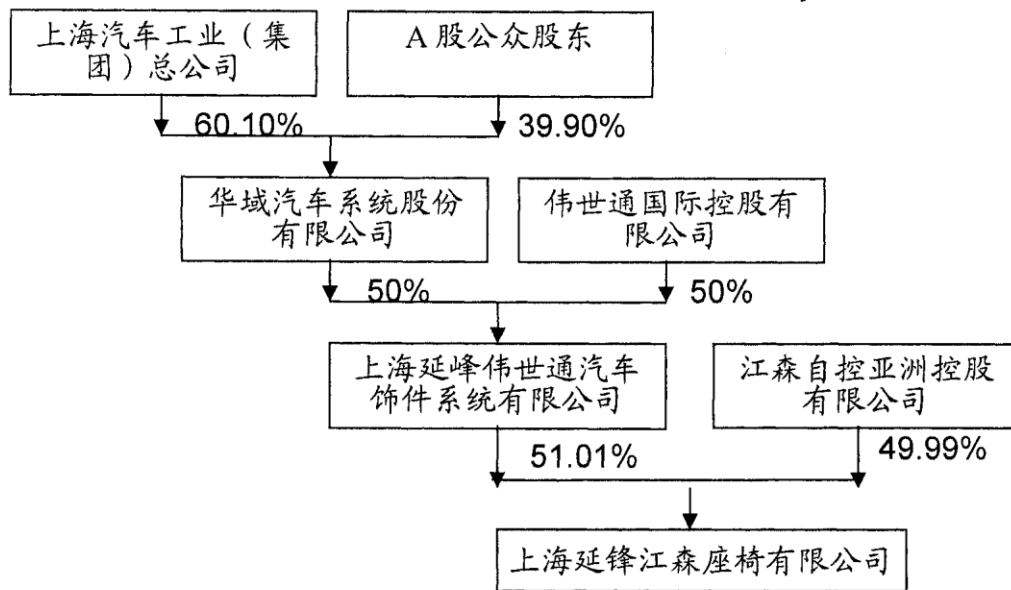 上海汽车工业（集
团）总公司
A股公众股东
60.10%
39.90%
华域汽车系统股份
有限公司
伟世通国际控股有
限公司
50%
50%
上海延峰伟世通汽车
饰件系统有限公司
江森自控亚洲控股
有限公司
51.01%
49.99%
上海延锋江森座椅有限公司